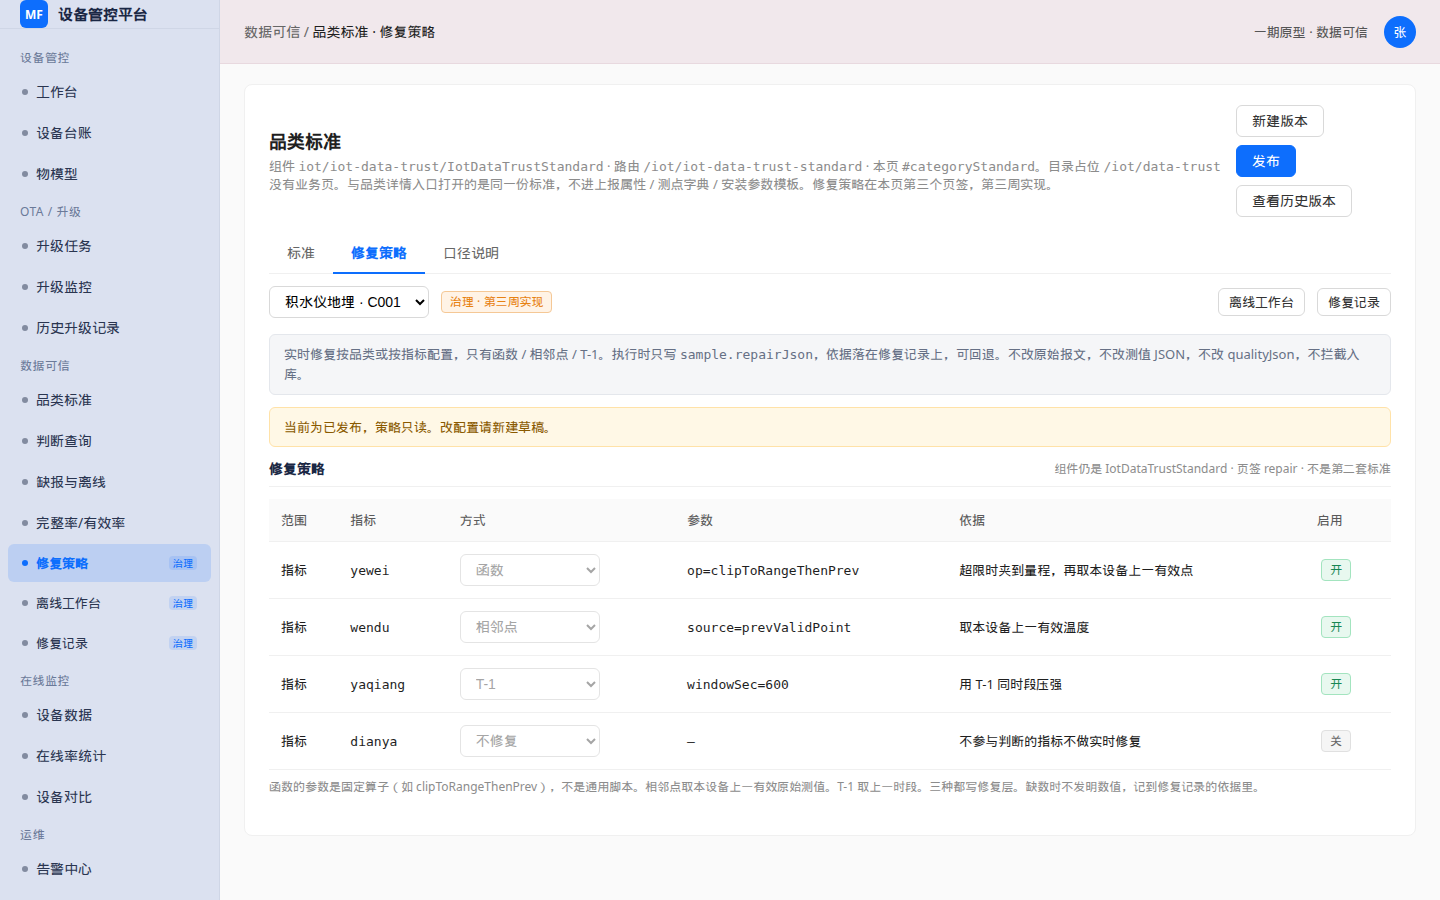 MF 设备管控平台
设备管控
工作台
设备台账
物模型
OTA / 升级
升级任务
升级监控
历史升级记录
数据可信
品类标准
判断查询
缺报与离线
完整率/有效率
修复策略 治理
离线工作台 治理
修复记录 治理
在线监控
设备数据
在线率统计
设备对比
运维
告警中心
数据可信 / 品类标准 · 修复策略
一期原型 · 数据可信 张
品类标准
组件 iot/iot-data-trust/IotDataTrustStandard · 路由 /iot/iot-data-trust-standard · 本页 #categoryStandard。目录占位 /iot/data-trust
没有业务页。与品类详情入口打开的是同一份标准，不进上报属性 / 测点字典 / 安装参数模板。修复策略在本页第三个页签，第三周实现。
新建版本
发布
查看历史版本
标准 修复策略 口径说明
积水仪地埋 · C001 治理 · 第三周实现 离线工作台 修复记录
实时修复按品类或按指标配置，只有函数 / 相邻点 / T-1。执行时只写 sample.repairJson，依据落在修复记录上，可回退。不改原始报文，不改测值 JSON，不改 qualityJson，不拦截入
库。
当前为已发布，策略只读。改配置请新建草稿。
修复策略 组件仍是 IotDataTrustStandard · 页签 repair · 不是第二套标准
范围 指标 方式 参数 依据 启用
指标 yewei 函数 op=clipToRangeThenPrev 超限时夹到量程，再取本设备上一有效点 开
指标 wendu 相邻点 source=prevValidPoint 取本设备上一有效温度 开
指标 yaqiang T-1 windowSec=600 用 T-1 同时段压强 开
指标 dianya 不修复 — 不参与判断的指标不做实时修复 关
函数的参数是固定算子（如 clipToRangeThenPrev），不是通用脚本。相邻点取本设备上一有效原始测值。T-1 取上一时段。三种都写修复层。缺数时不发明数值，记到修复记录的依据里。